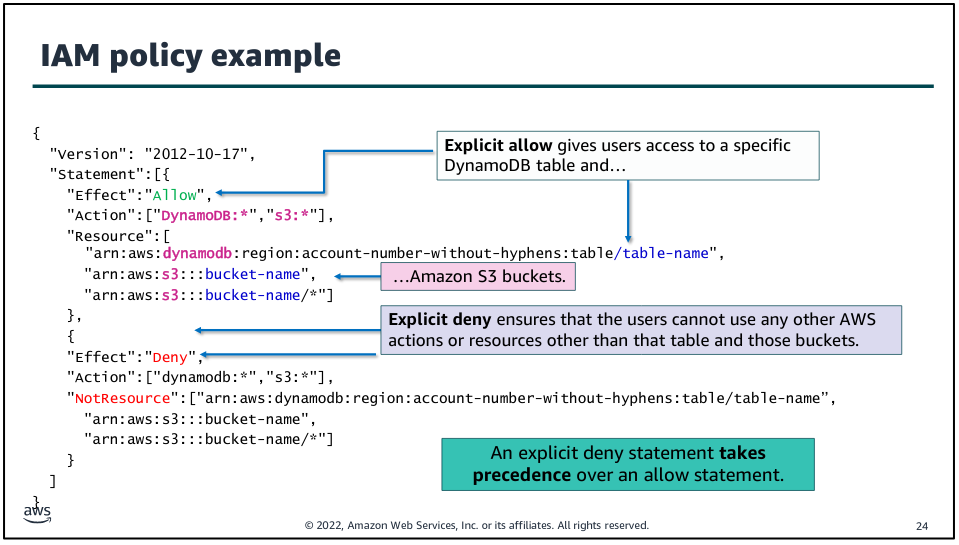 IAM policy example
{
"Version": "2012-10-17",
"Statement":[{
"Effect":"Allow",
"Action":["DynamoDB:*","s3:*"],
"Resource":[
"arn:aws:dynamodb:region:account-number-without-hyphens:table/table-name",
"arn:aws:s3:::bucket-name",
"arn:aws:s3:::bucket-name/*"]
},
{
"Effect":"Deny",
"Action":["dynamodb:*","s3:*"],
"NotResource":["arn:aws:dynamodb:region:account-number-without-hyphens:table/table-name",
"arn:aws:s3:::bucket-name",
"arn:aws:s3:::bucket-name/*"]
}
]
}
Explicit allow gives users access to a specific
DynamoDB table and…
…Amazon S3 buckets.
Explicit deny ensures that the users cannot use any other AWS
actions or resources other than that table and those buckets.
An explicit deny statement takes
precedence over an allow statement.
aws
© 2022, Amazon Web Services, Inc. or its affiliates. All rights reserved.
24